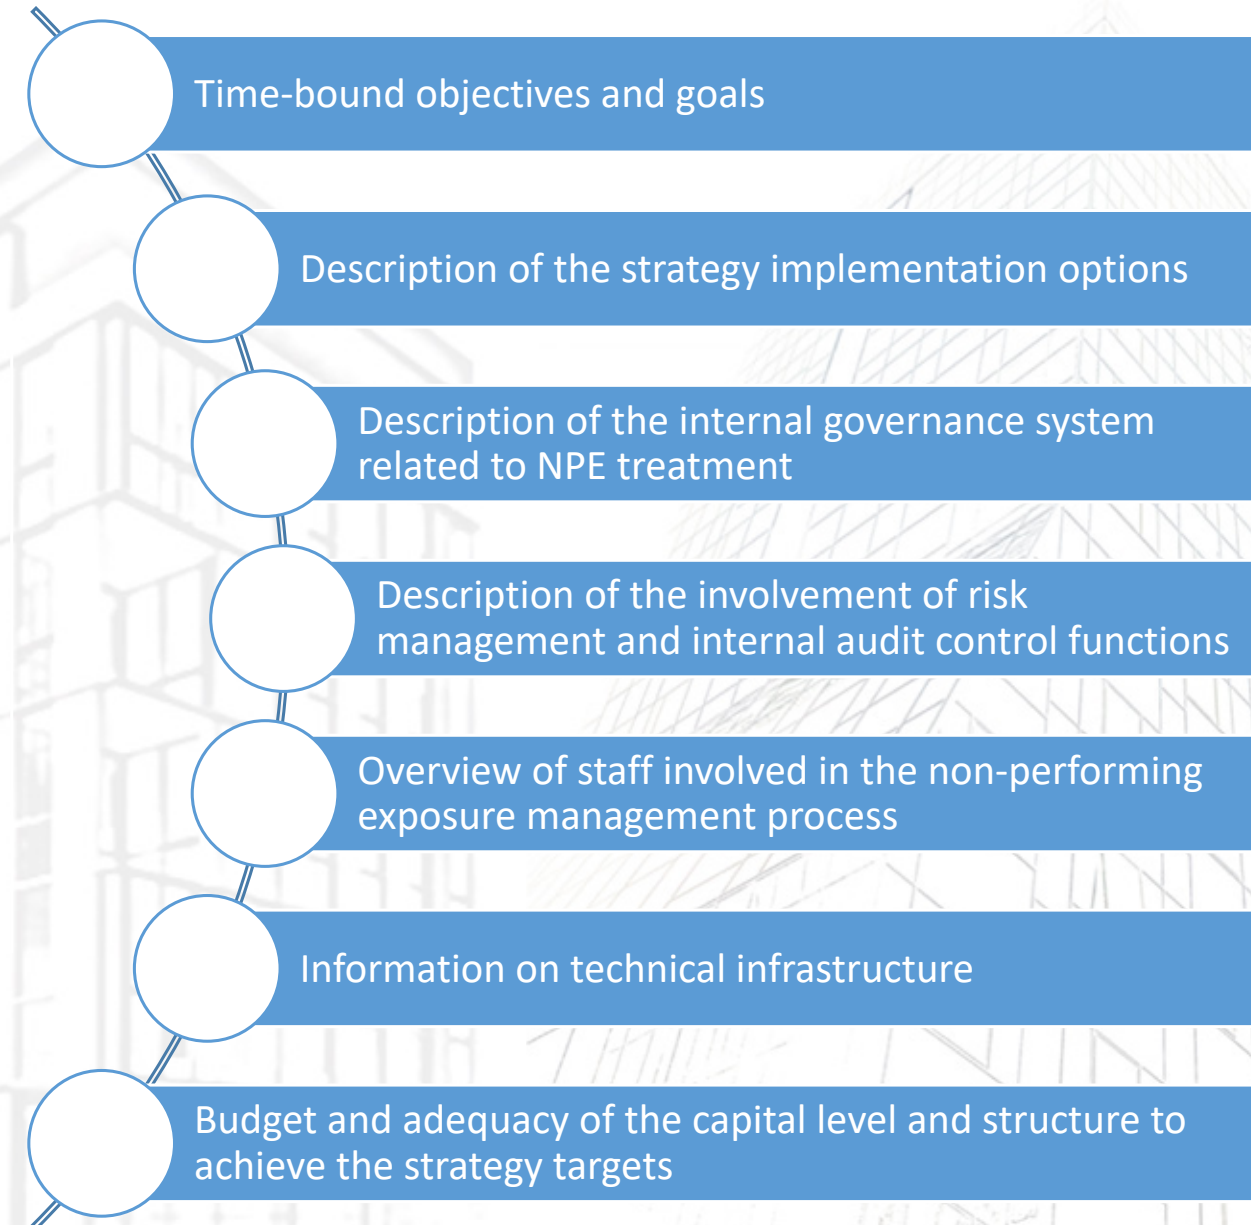 Time-bound objectives and goals
Description of the strategy implementation options
Description of the internal governance system
related to NPE treatment
Description of the involvement of risk
management and internal audit control functions
Overview of staff involved in the non-performing
exposure management process
Information on technical infrastructure
Budget and adequacy of the capital level and structure to
achieve the strategy targets